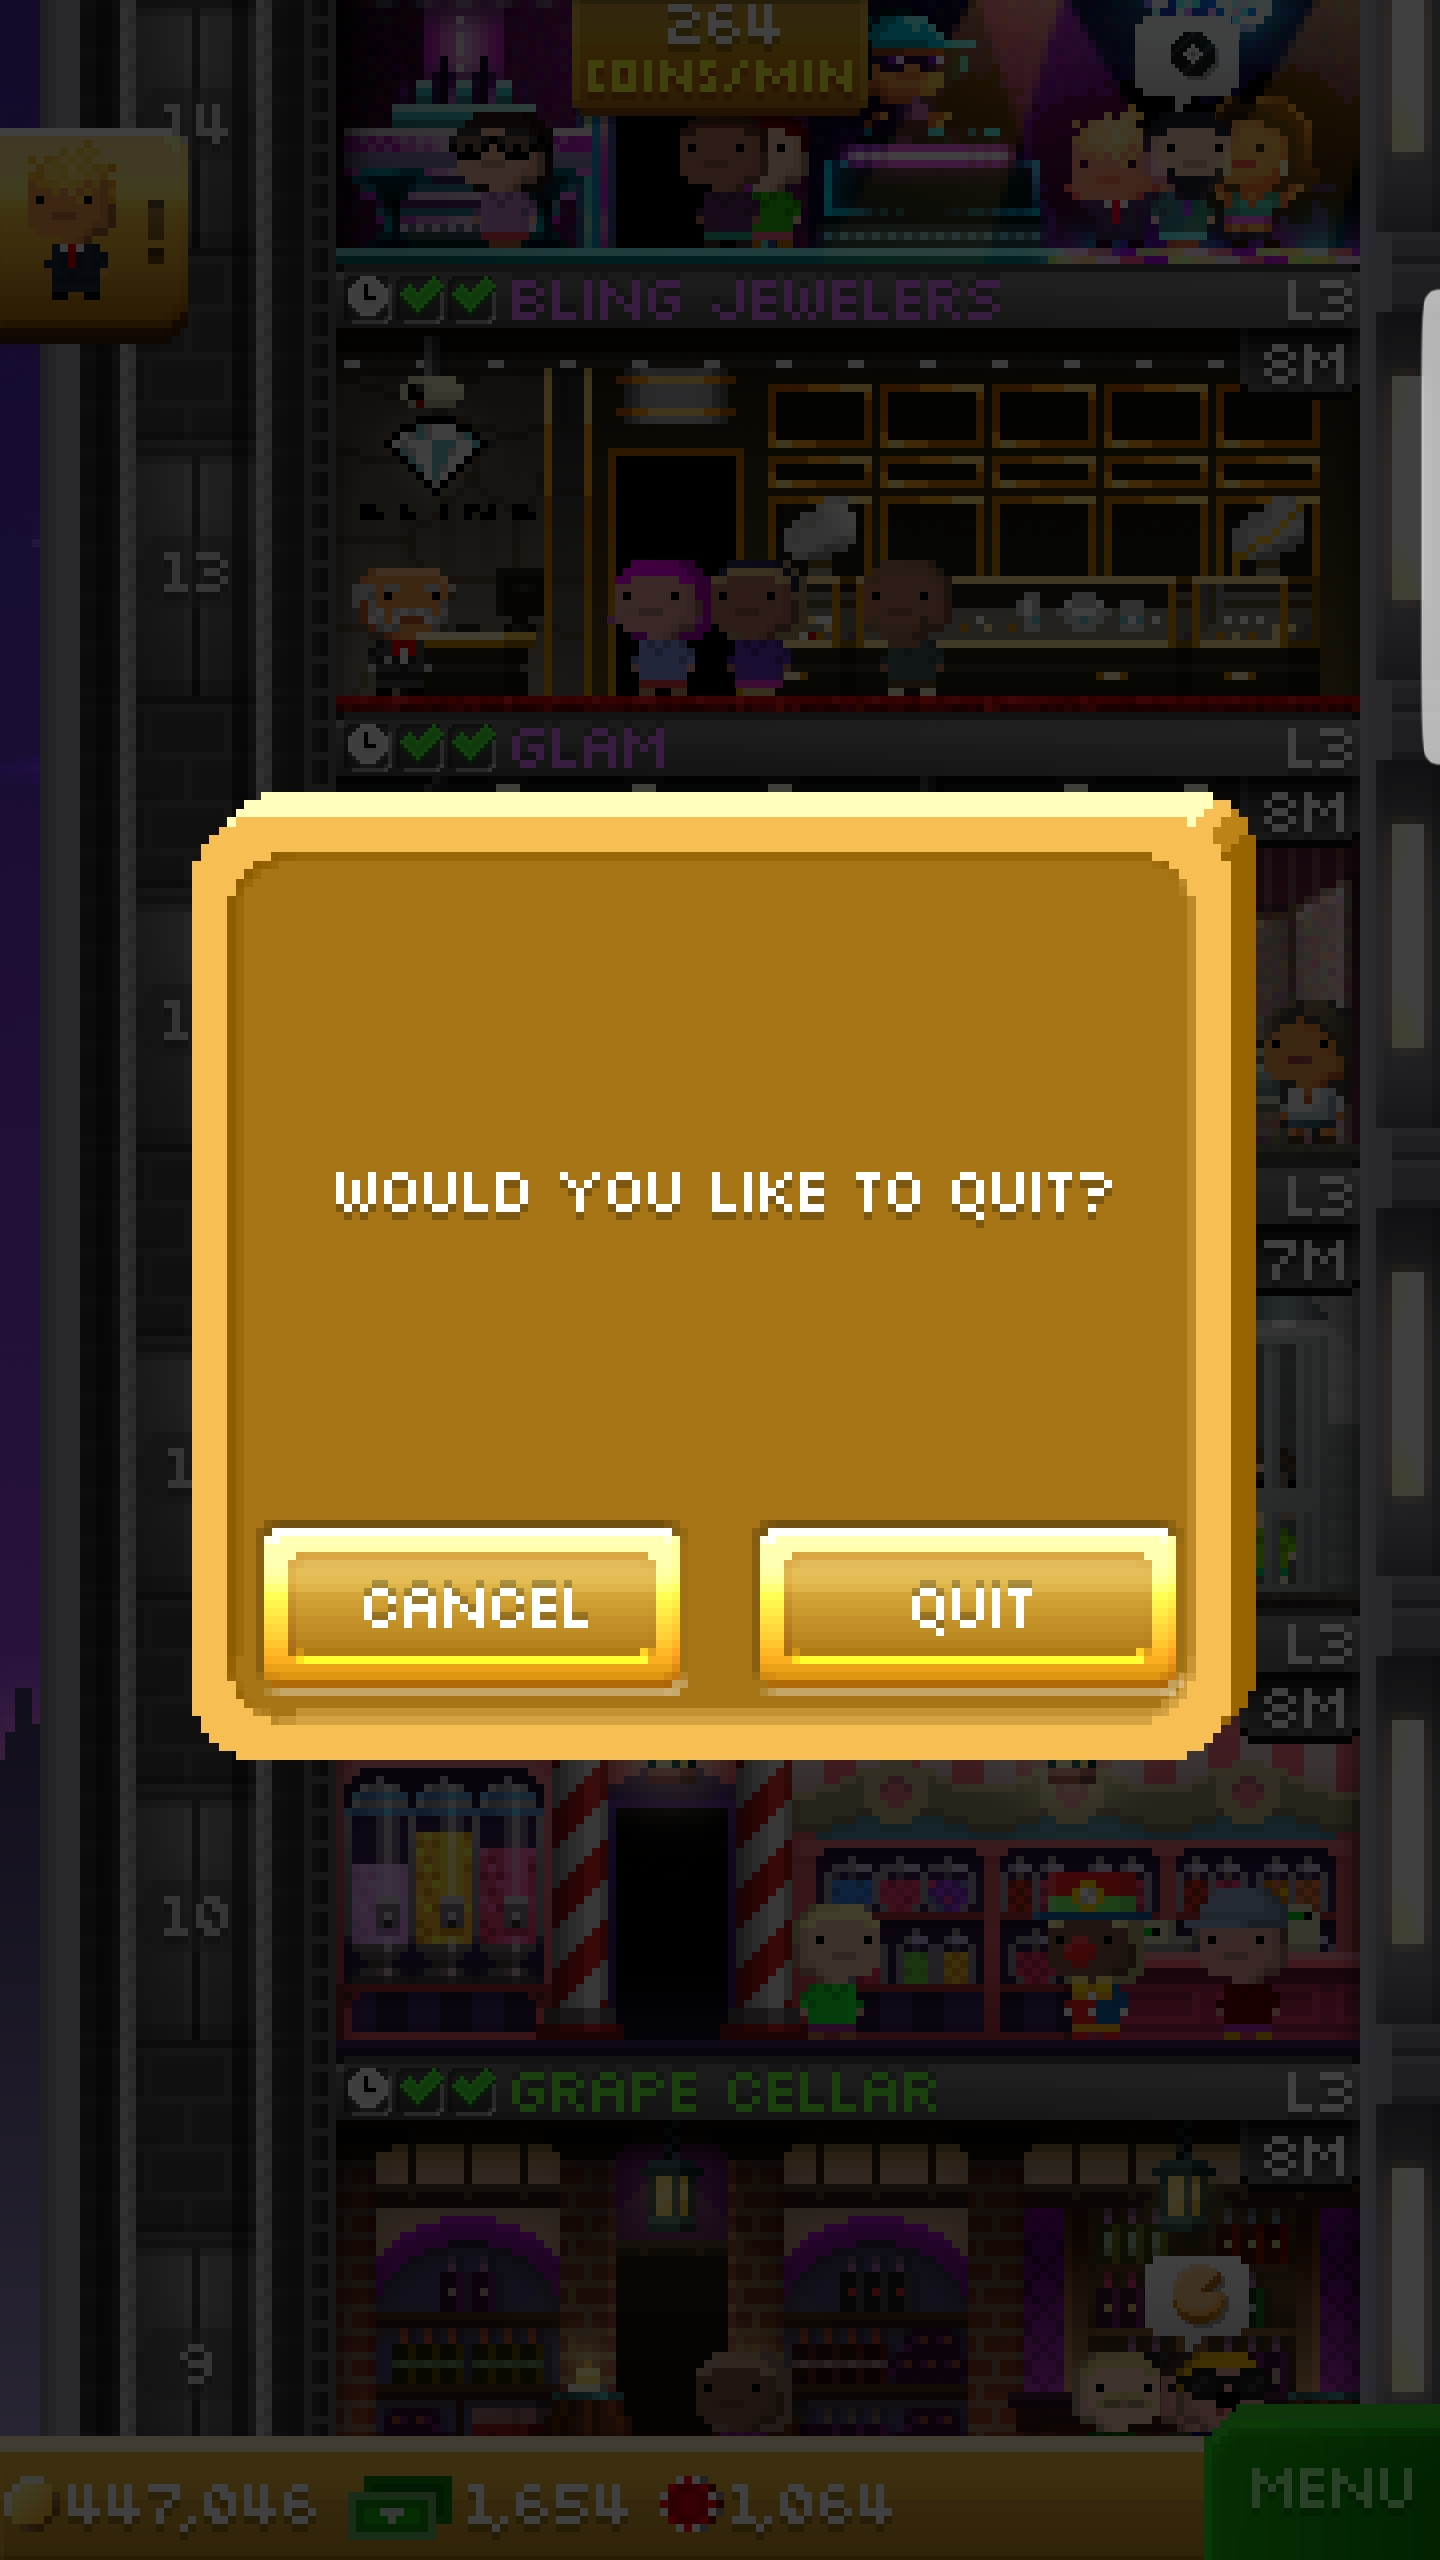 264
COINS/MIN
14
BLING JEWELERS L3
8M
BLING
13
GLAM L3
8M
1
L3
7M
WOULD YOU LIKE TO QUIT?
1
CANCEL QUIT
L3
8M
10
GRAPE CELLAR L3
8M
9
447,046 1,654 1,064 MENU